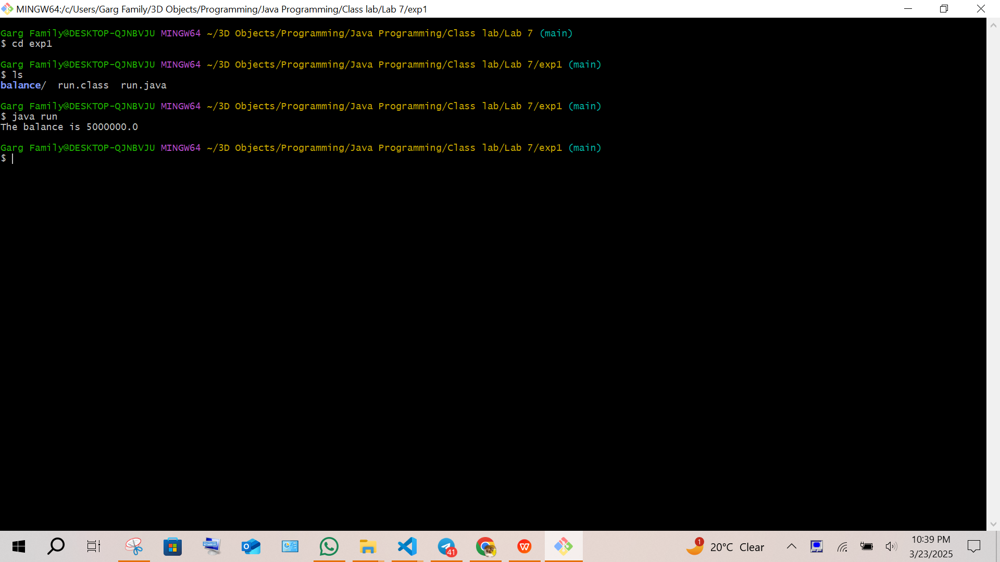 MINGW64:/c/Users/Garg Family/3D Objects/Programming/Java Programming/Class lab/Lab 7/exp1
Garg Family@DESKTOP-QJNBVJU MINGW64 ~/3D Objects/Programming/Java Programming/Class lab/Lab 7 (main)
$ cd exp1
Garg Family@DESKTOP-QJNBVJU MINGW64 ~/3D Objects/Programming/Java Programming/Class lab/Lab 7/exp1 (main)
$ ls
balance/  run.class  run.java
Garg Family@DESKTOP-QJNBVJU MINGW64 ~/3D Objects/Programming/Java Programming/Class lab/Lab 7/exp1 (main)
$ java run
The balance is 5000000.0
Garg Family@DESKTOP-QJNBVJU MINGW64 ~/3D Objects/Programming/Java Programming/Class lab/Lab 7/exp1 (main)
$
41
W
1
20°C Clear
10:39 PM
3/23/2025